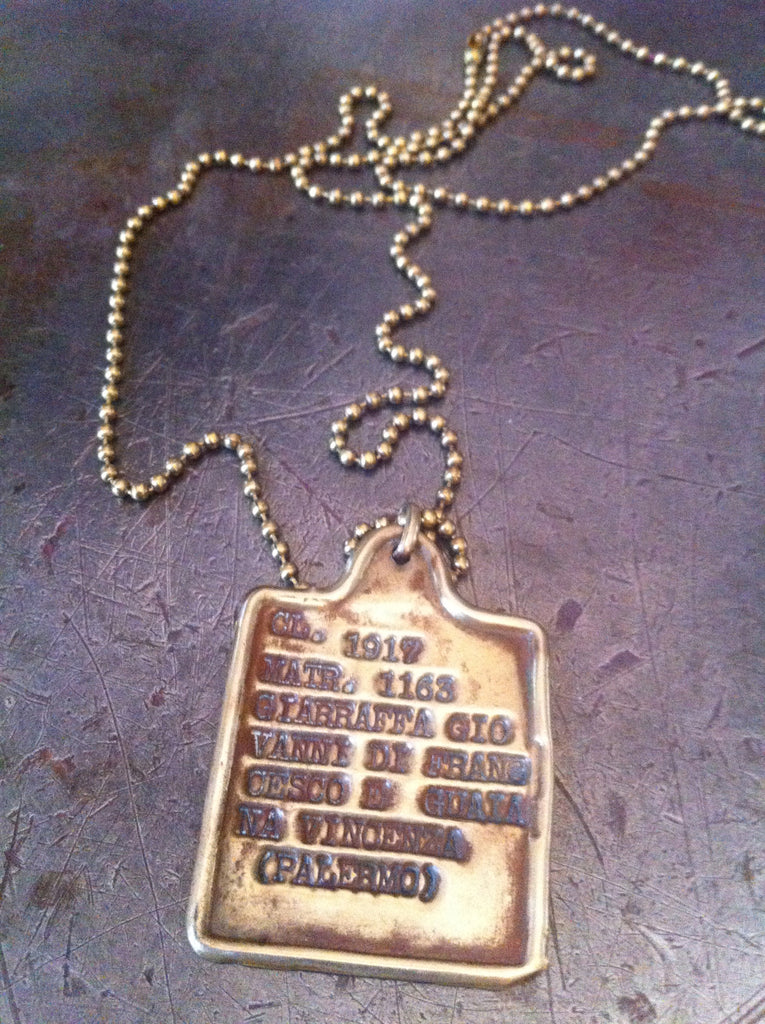 CL. 1917
MATR. 1163
GIARRAFFA GIO
VANNI DI FRANC
CESCO E GUAIA
NA VINCENZA
(PALERMO)